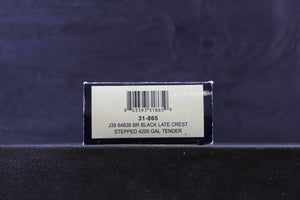 31-865
J39 64838 BR BLACK LATE CREST
STEPPED 4200 GAL TENDER